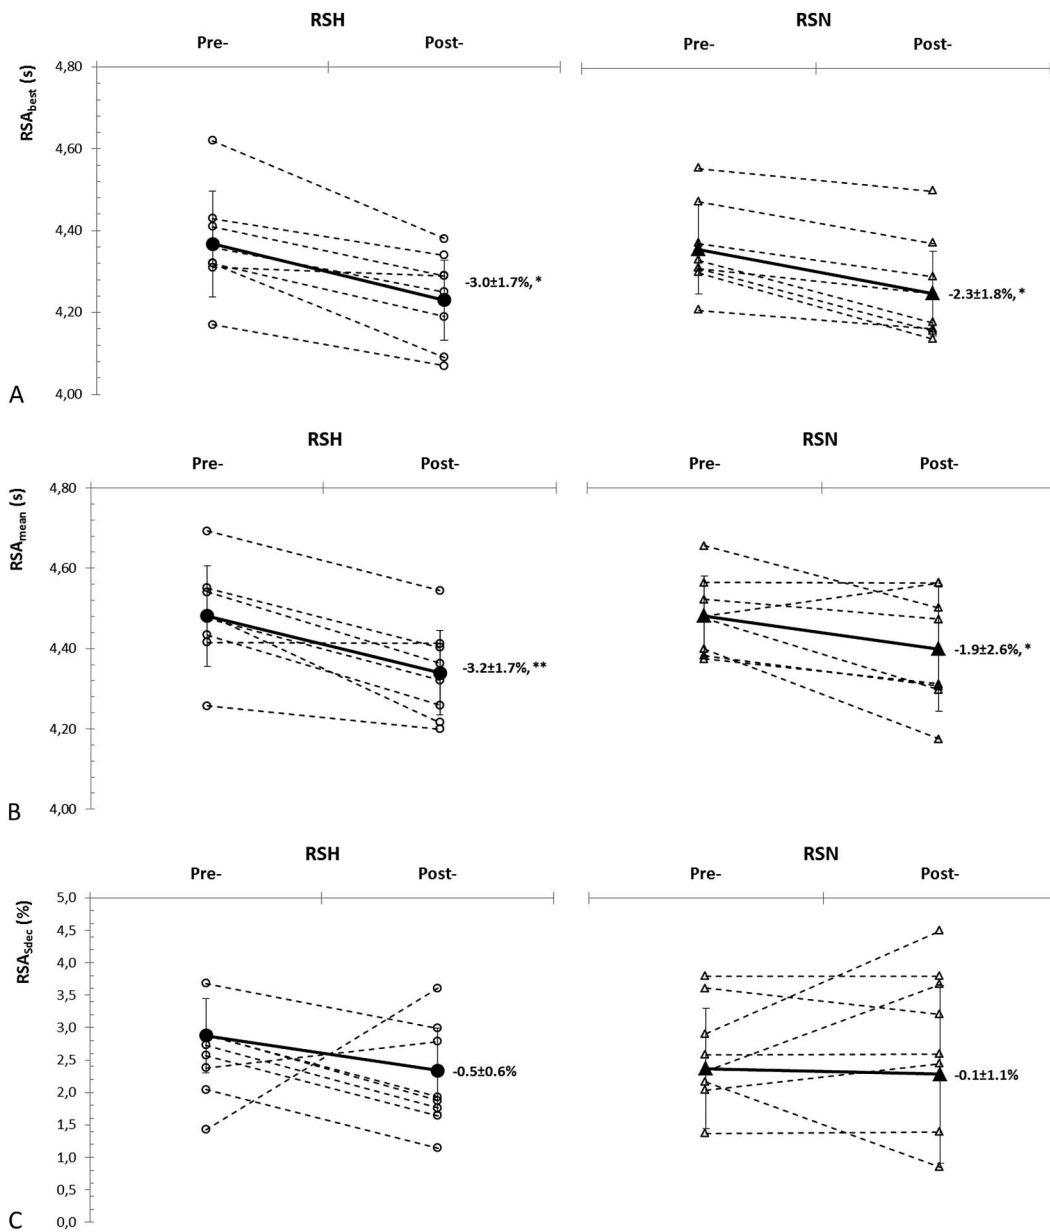 RSH RSN
Pre- Post- Pre- Post-
RSA_best (s)
4,80
4,60
4,40
4,20
4,00
-3.0±1.7%, *
-2.3±1.8%, *
A
RSH RSN
Pre- Post- Pre- Post-
RSA_mean (s)
4,80
4,60
4,40
4,20
4,00
-3.2±1.7%, **
-1.9±2.6%, *
B
RSH RSN
Pre- Post- Pre- Post-
RSA_Sdec (%)
5,0
4,5
4,0
3,5
3,0
2,5
2,0
1,5
1,0
0,5
0,0
-0.5±0.6%
-0.1±1.1%
C